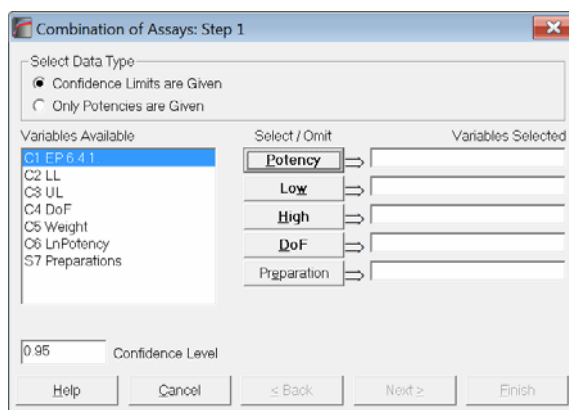 Combination of Assays: Step 1
Select Data Type
Confidence Limits are Given
Only Potencies are Given
Variables Available
Select / Omit
Variables Selected
C1 EP 6.4.1.
C2 LL
C3 UL
C4 DoF
C5 Weight
C6 LnPotency
S7 Preparations
Potency
Low
High
DoF
Preparation
0.95 Confidence Level
Help Cancel < Back Next > Finish